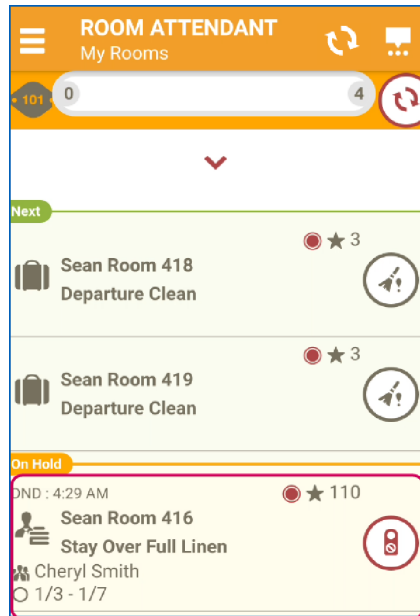 ROOM ATTENDANT
My Rooms
101
0 4
Next
3
Sean Room 418
Departure Clean
3
Sean Room 419
Departure Clean
On Hold
DND : 4:29 AM 110
Sean Room 416
Stay Over Full Linen
Cheryl Smith
1/3 - 1/7